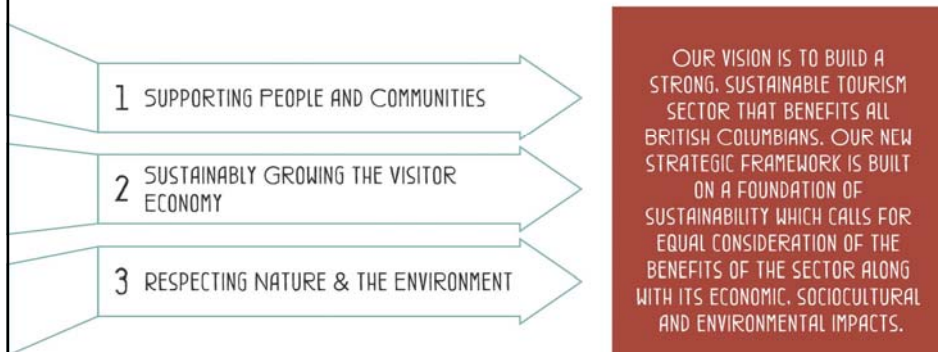 1 SUPPORTING PEOPLE AND COMMUNITIES
2 SUSTAINABLY GROWING THE VISITOR
ECONOMY
3 RESPECTING NATURE & THE ENVIRONMENT
OUR VISION IS TO BUILD A
STRONG, SUSTAINABLE TOURISM
SECTOR THAT BENEFITS ALL
BRITISH COLUMBIANS. OUR NEW
STRATEGIC FRAMEWORK IS BUILT
ON A FOUNDATION OF
SUSTAINABILITY WHICH CALLS FOR
EQUAL CONSIDERATION OF THE
BENEFITS OF THE SECTOR ALONG
WITH ITS ECONOMIC, SOCIOCULTURAL
AND ENVIRONMENTAL IMPACTS.